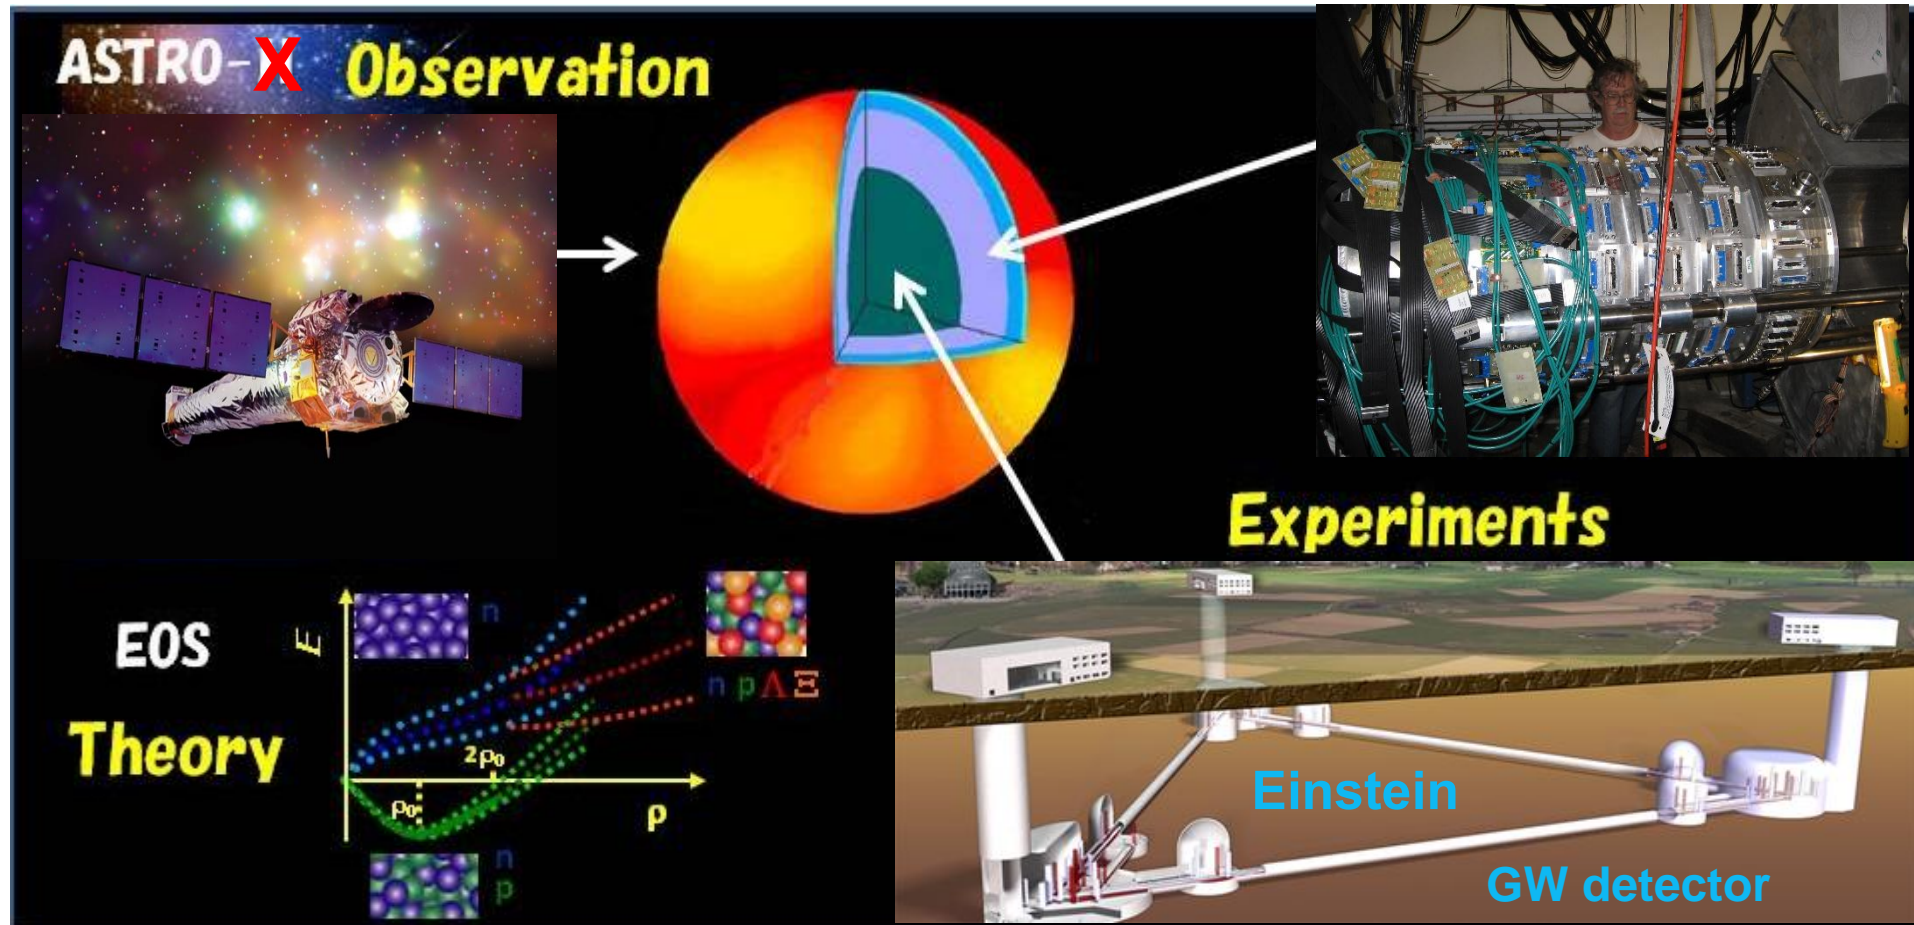 ASTRO-X
Observation
Experiments
EOS
Theory
E
n
n p Λ Ξ
2ρ₀
ρ₀
ρ
n
p
Einstein
GW detector